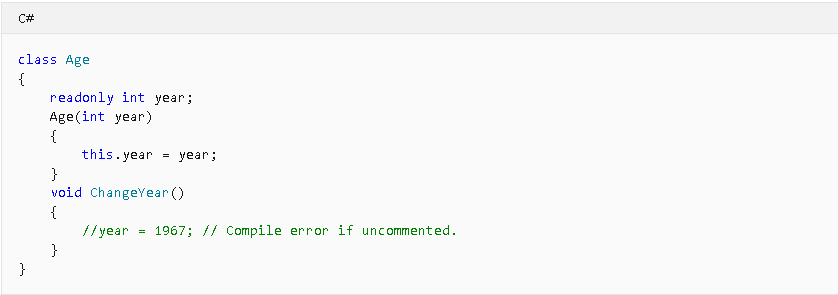 C#
class Age
{
    readonly int year;
    Age(int year)
    {
        this.year = year;
    }
    void ChangeYear()
    {
        //year = 1967; // Compile error if uncommented.
    }
}